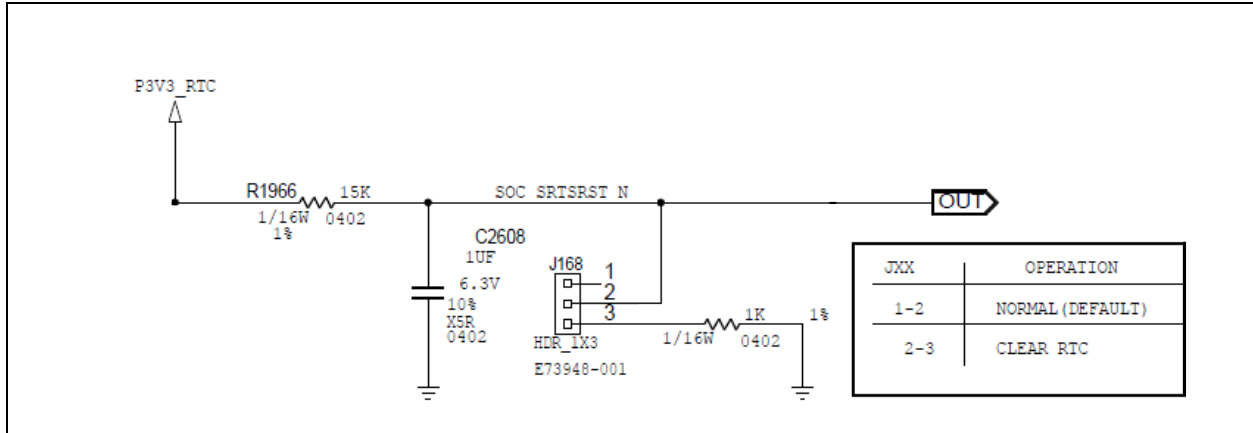 P3V3_RTC
R1966 15K
1/16W 0402
1%
SOC SRTSRST N
OUT
C2608
1UF
6.3V
10%
X5R
0402
J168
1
2
3
HDR_1X3
E73948-001
1K 1%
1/16W 0402
JXX OPERATION
1-2 NORMAL(DEFAULT)
2-3 CLEAR RTC